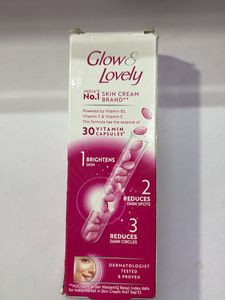 Glow &
Lovely
INDIA'S
No.1 SKIN CREAM
BRAND**
Powered by Vitamin B3,
Vitamin C & Vitamin E,
This formula has the essence of
30 VITAMIN
CAPSULES^
1 BRIGHTENS
SKIN
2
REDUCES
DARK SPOTS
3
REDUCES
DARK CIRCLES
DERMATOLOGIST
TESTED
& PROVEN